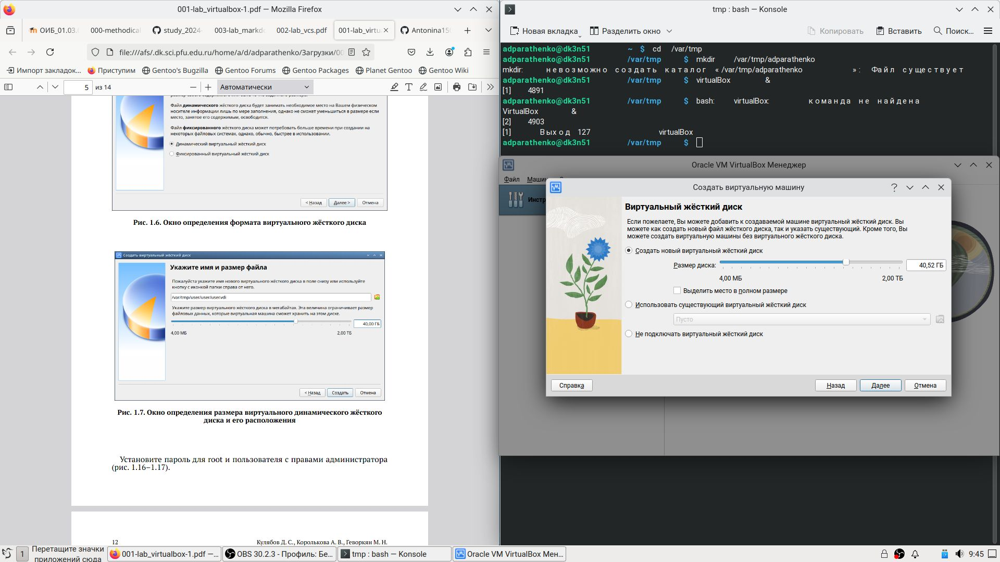 001-lab_virtualbox-1.pdf — Mozilla Firefox
ОИБ_01.03.0
000-methodical
study_2024-
003-lab_markdo
002-lab_vcs.pdf
001-lab_virtu
Antonina150
file:///afs/.dk.sci.pfu.edu.ru/home/a/d/adparathenko/Загрузки/00
Импорт закладок...
Приступим
Gentoo's Bugzilla
Gentoo Forums
Gentoo Packages
Planet Gentoo
Gentoo Wiki
5 из 14
Автоматически
Файл динамического жёсткого диска будет занимать необходимое место на Вашем физическом
носителе информации лишь по мере заполнения, однако не сможет уменьшиться в размере если
место, занятое его содержимым, освободится.
Файл фиксированного жёсткого диска может потребовать больше времени при создании на
некоторых файловых системах, однако, обычно, быстрее в использовании.
Динамический виртуальный жёсткий диск
Фиксированный виртуальный жёсткий диск
< Назад Далее > Отмена
Рис. 1.6. Окно определения формата виртуального жёсткого диска
Создать виртуальный жёсткий диск
Укажите имя и размер файла
Пожалуйста укажите имя нового виртуального жёсткого диска в поле снизу или используйте
кнопку с иконкой папки справа от него.
/var/tmp/user/user/user.vdi
Укажите размер виртуального жёсткого диска в мегабайтах. Эта величина ограничивает размер
файловых данных, которые виртуальная машина сможет хранить на этом диске.
40,00 ГБ
4,00 МБ 2,00 ТБ
< Назад Создать Отмена
Рис. 1.7. Окно определения размера виртуального динамического жёсткого
диска и его расположения
Установите пароль для root и пользователя с правами администратора
(рис. 1.16–1.17).
12 Кулябов Д. С., Королькова А. В., Геворкян М. Н.
tmp : bash — Konsole
Новая вкладка
Разделить окно
Копировать
Вставить
Поиск...
adparathenko@dk3n51 ~ $ cd /var/tmp
adparathenko@dk3n51 /var/tmp $ mkdir /var/tmp/adparathenko
mkdir: невозможно создать каталог «/var/tmp/adparathenko»: Файл существует
adparathenko@dk3n51 /var/tmp $ virtualBox &
[1] 4891
adparathenko@dk3n51 /var/tmp $ bash: virtualBox: команда не найдена
VirtualBox &
[2] 4903
[1] Выход 127 virtualBox
adparathenko@dk3n51 /var/tmp $
Oracle VM VirtualBox Менеджер
Файл Машин
Инстр
Создать виртуальную машину
Виртуальный жёсткий диск
Если пожелаете, Вы можете добавить к создаваемой машине виртуальный жёсткий диск. Вы
можете как создать новый файл жёсткого диска, так и указать существующий. Кроме того, Вы
можете создать виртуальную машины без виртуального жёсткого диска.
Создать новый виртуальный жёсткий диск
Размер диска: 40,52 ГБ
4,00 МБ 2,00 ТБ
Выделить место в полном размере
Использовать существующий виртуальный жёсткий диск
Пусто
Не подключать виртуальный жёсткий диск
Справка Назад Далее Отмена
1
Перетащите значки
приложений сюда
001-lab_virtualbox-1.pdf —...
OBS 30.2.3 - Профиль: Бе...
tmp : bash — Konsole
Oracle VM VirtualBox Мен...
9:45